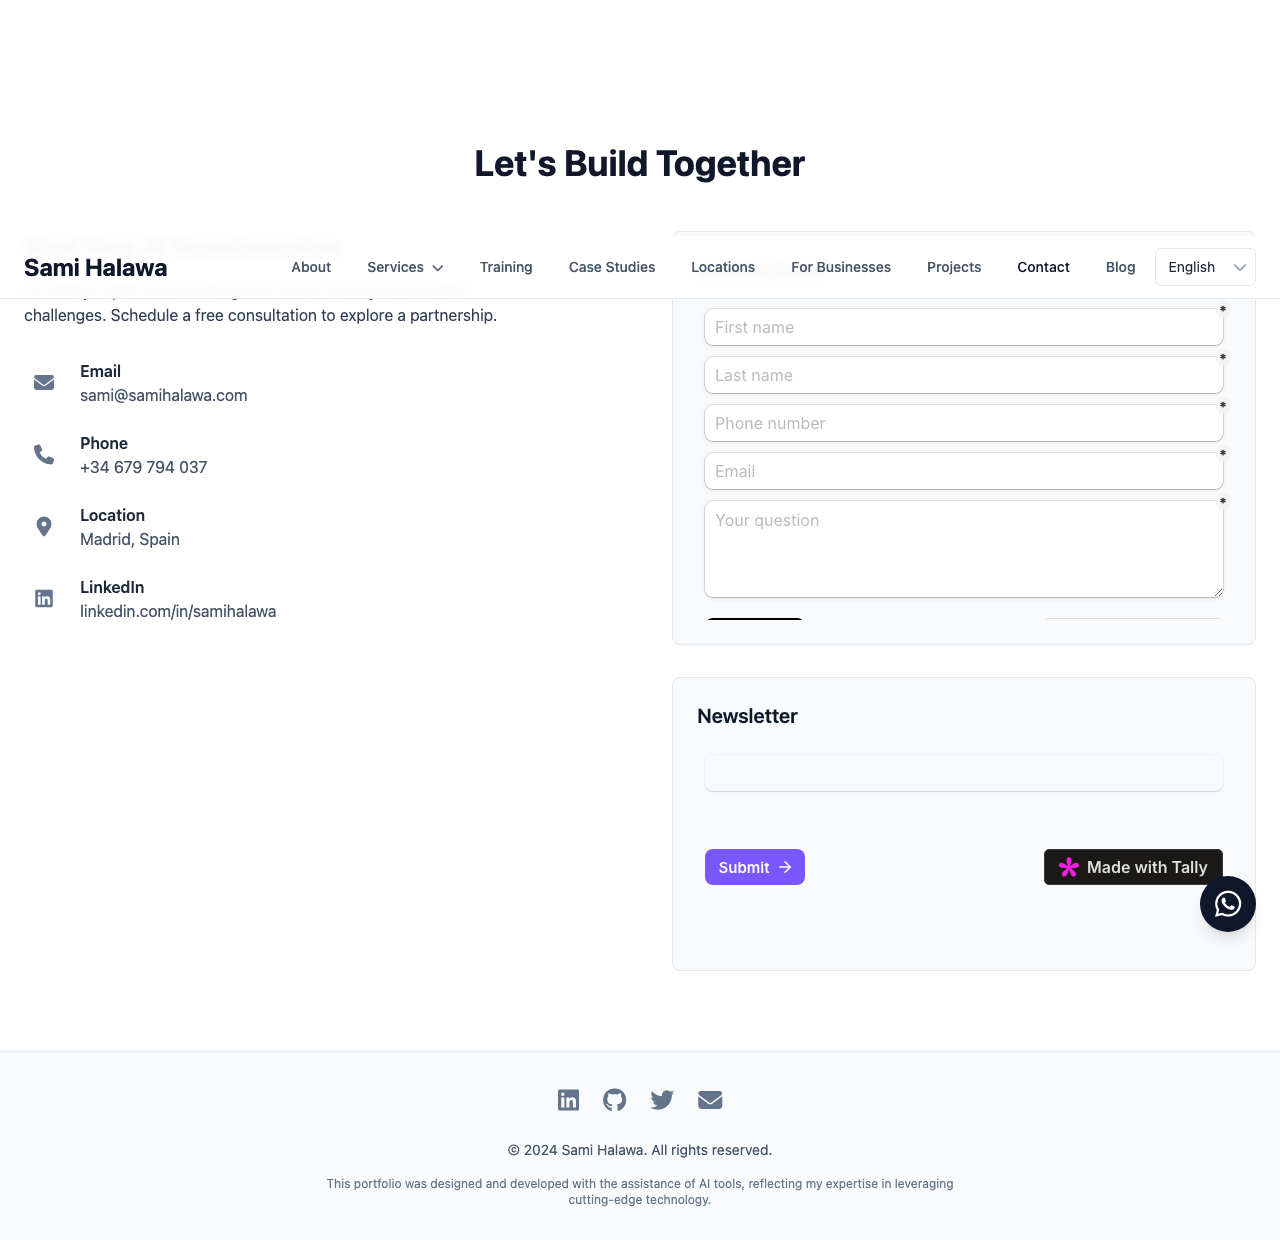 Let's Build Together
Sami Halawa
About
Services
Training
Case Studies
Locations
For Businesses
Projects
Contact
Blog
English
challenges. Schedule a free consultation to explore a partnership.
Email
sami@samihalawa.com
Phone
+34 679 794 037
Location
Madrid, Spain
LinkedIn
linkedin.com/in/samihalawa
First name
*
Last name
*
Phone number
*
Email
*
Your question
*
Newsletter
Submit
Made with Tally
© 2024 Sami Halawa. All rights reserved.
This portfolio was designed and developed with the assistance of AI tools, reflecting my expertise in leveraging
cutting-edge technology.